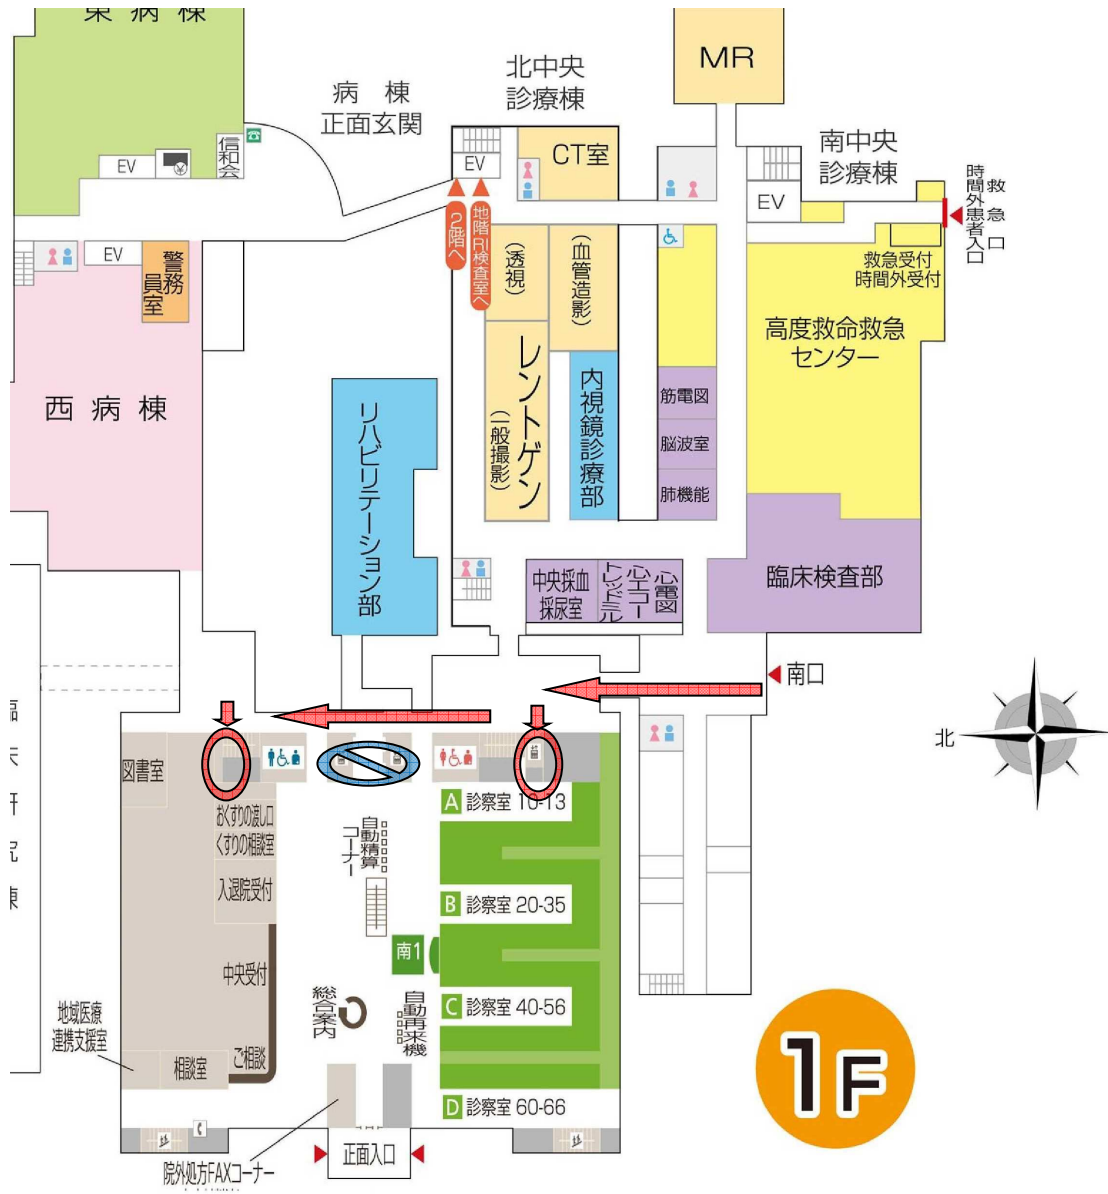 東病棟
MR
北中央
診療棟
病棟
正面玄関
信和会
EV
EV
CT室
南中央
診療棟
EV
救急口
時間外患者入口
EV
警務
員室
2階へ
地階RI検査室へ
(透視)
(血管造影)
救急受付
時間外受付
高度救命救急
センター
西病棟
リハビリテーション部
レントゲン
(一般撮影)
内視鏡診療部
筋電図
脳波室
肺機能
中央採血
採尿室
心電図
心エコー
トレッドミル
臨床検査部
南口
北
図書室
A 診察室 10-13
おくすりの渡し口
くすりの相談室
自動精算
コーナー
入退院受付
B 診察室 20-35
南1
中央受付
総合案内
自動再来機
C 診察室 40-56
地域医療
連携支援室
ご相談
相談室
D 診察室 60-66
正面入口
院外処方FAXコーナー
1F